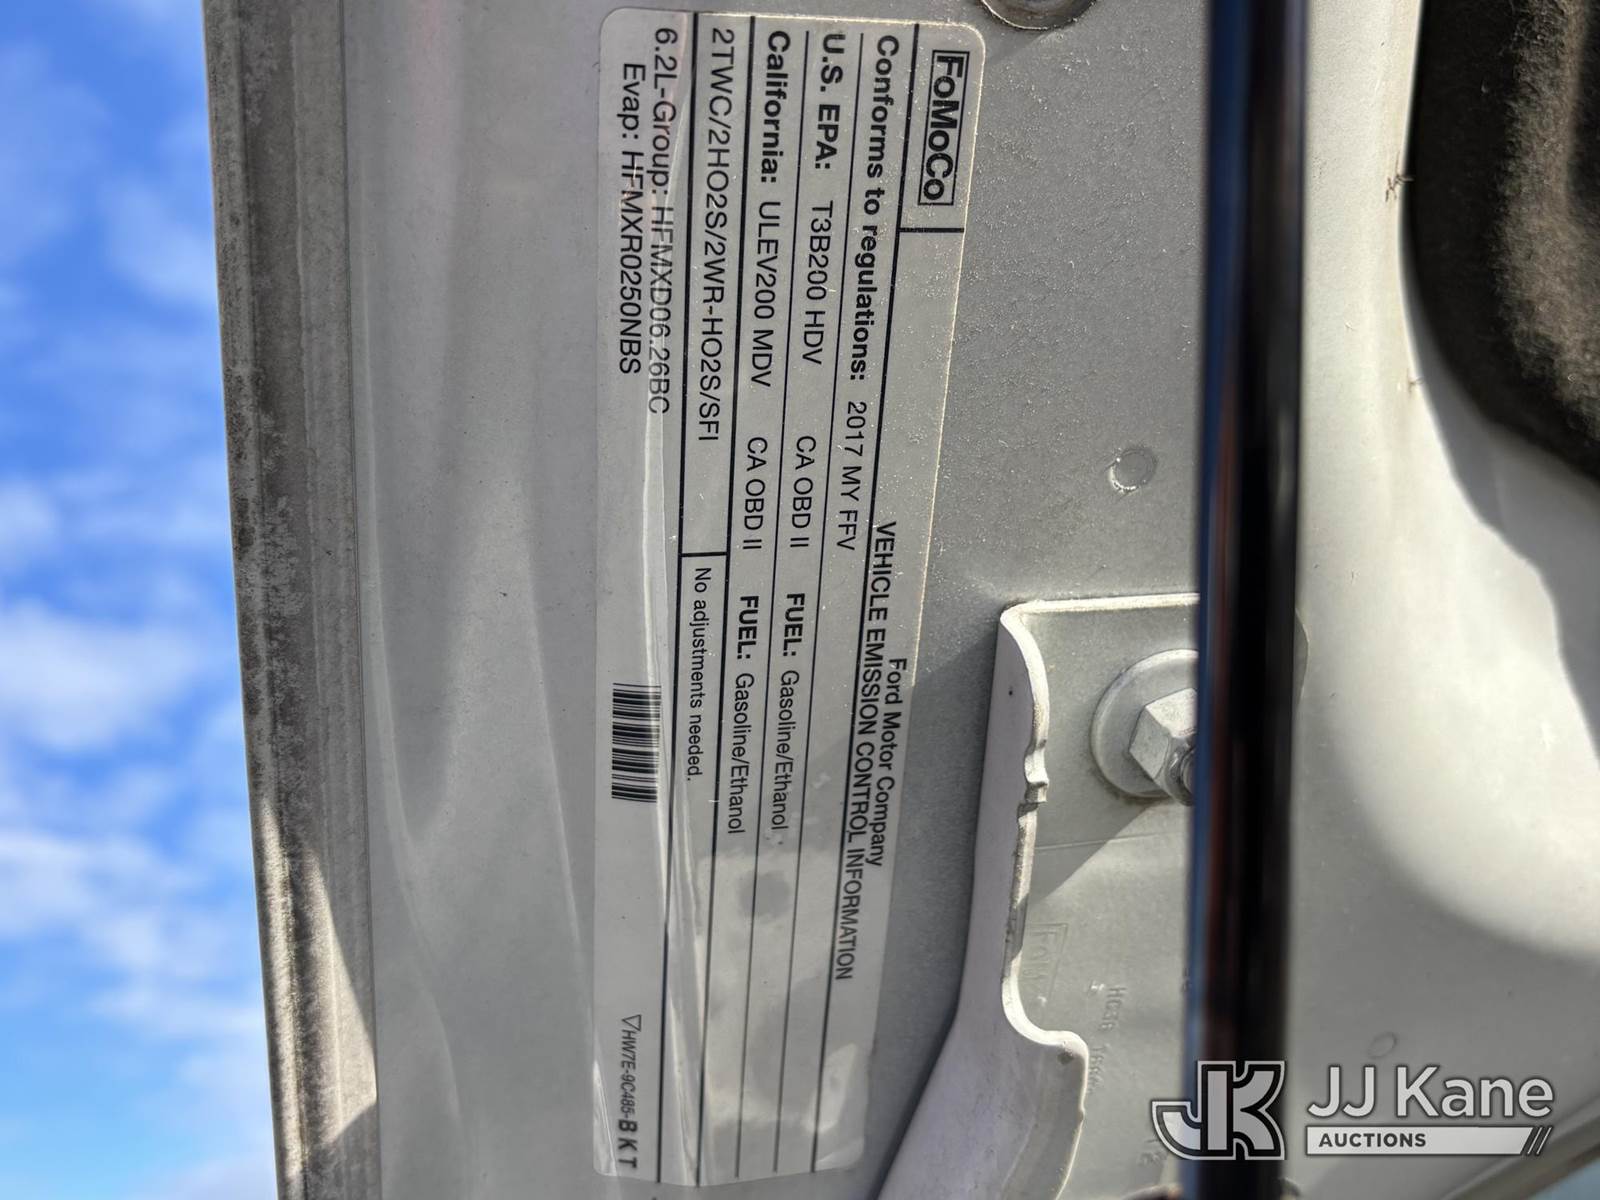 FoMoCo
Ford Motor Company
VEHICLE EMISSION CONTROL INFORMATION
Conforms to regulations: 2017 MY FFV
U.S. EPA: T3B200 HDV CA OBD II FUEL: Gasoline/Ethanol
California: ULEV200 MDV CA OBD II FUEL: Gasoline/Ethanol
2TWC/2HO2S/2WR-HO2S/SFI No adjustments needed.
6.2L-Group: HFMXD06.26BC
Evap: HFMXR0250NBS
HW7E-9C485-B K T
JK
JJ Kane
AUCTIONS